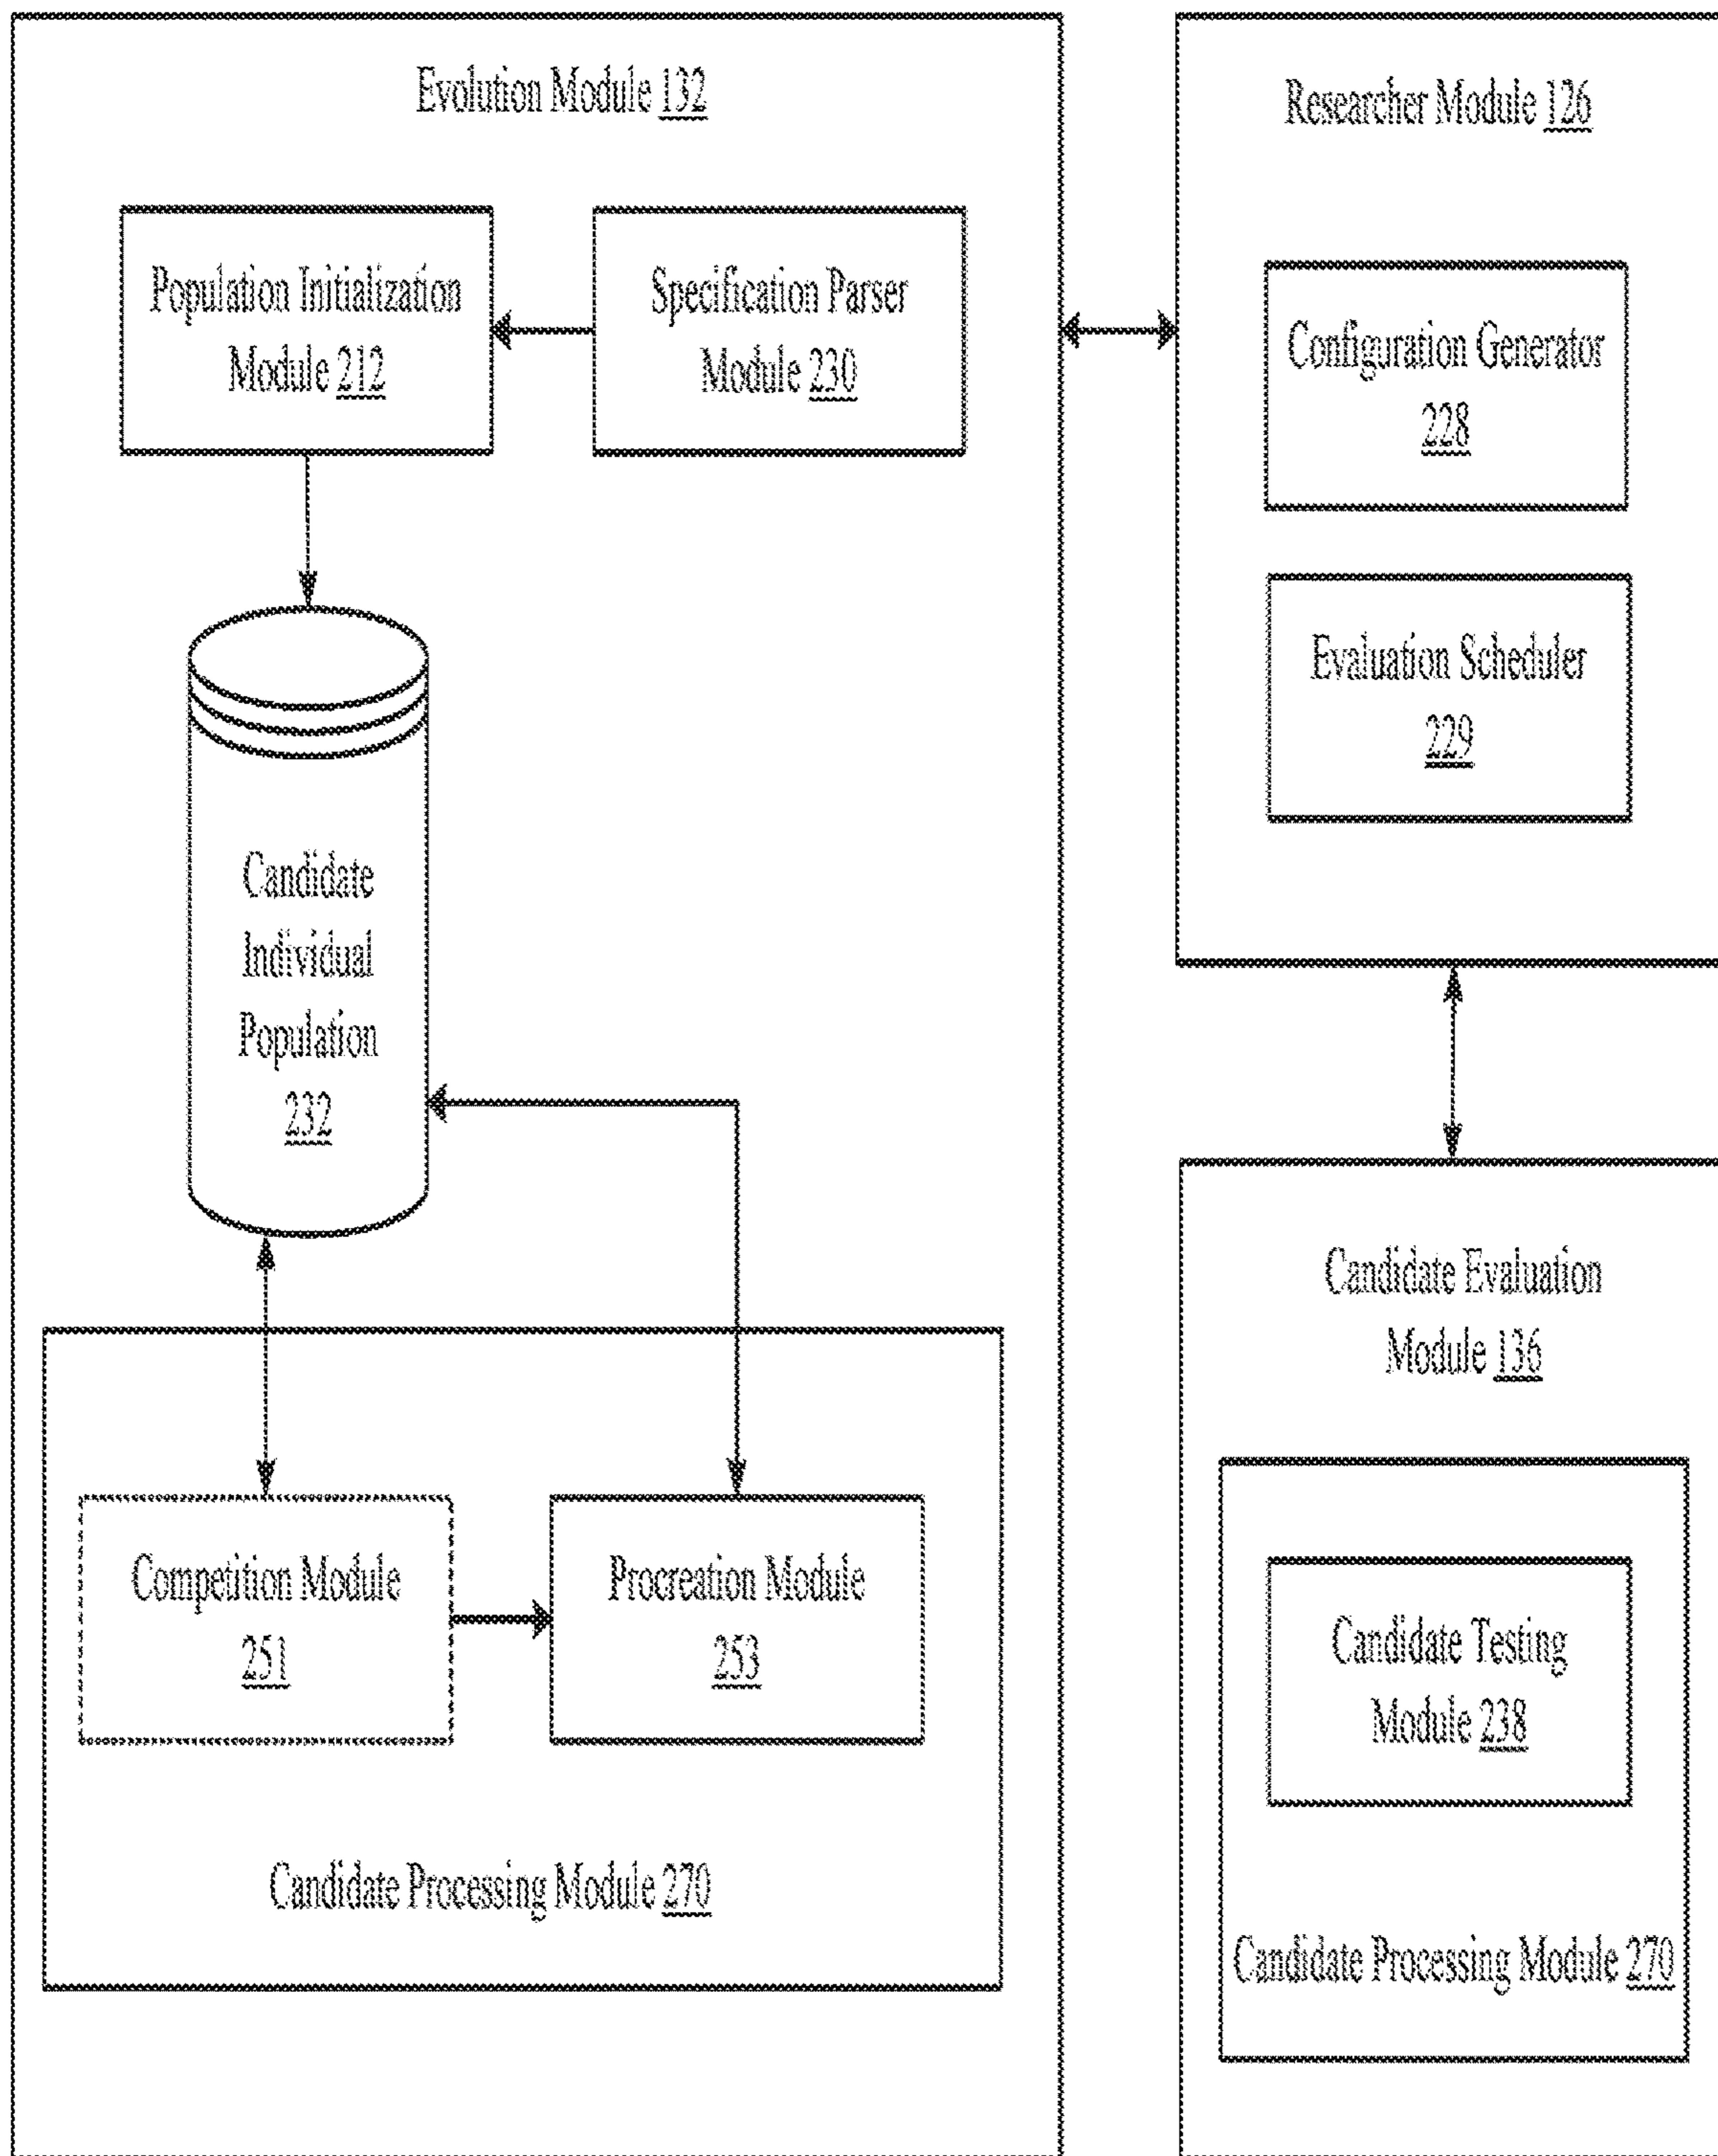 Evolution Module 132
Population Initialization
Module 212
Specification Parser
Module 230
Candidate
Individual
Population
232
Competition Module
251
Procreation Module
253
Candidate Processing Module 270
Researcher Module 126
Configuration Generator
228
Evaluation Scheduler
229
Candidate Evaluation
Module 136
Candidate Testing
Module 238
Candidate Processing Module 270